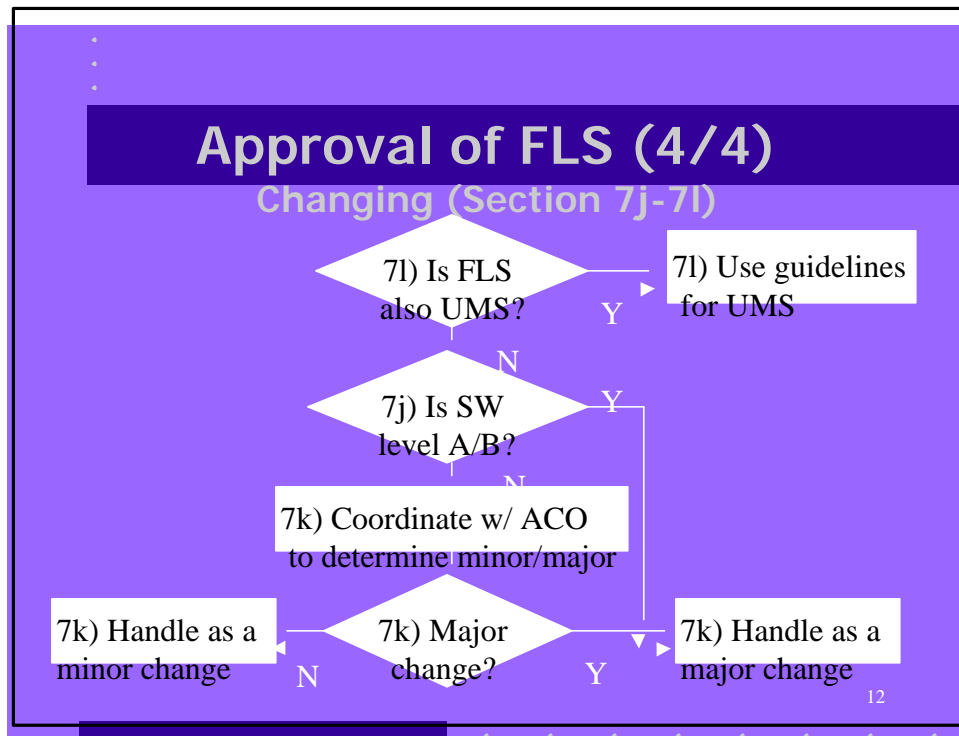 Approval of FLS (4/4)
Changing (Section 7j-7l)
7l) Is FLS
also UMS?
Y
7l) Use guidelines
for UMS
N
7j) Is SW
level A/B?
Y
N
7k) Coordinate w/ ACO
to determine minor/major
7k) Handle as a
minor change
N
7k) Major
change?
Y
7k) Handle as a
major change
12